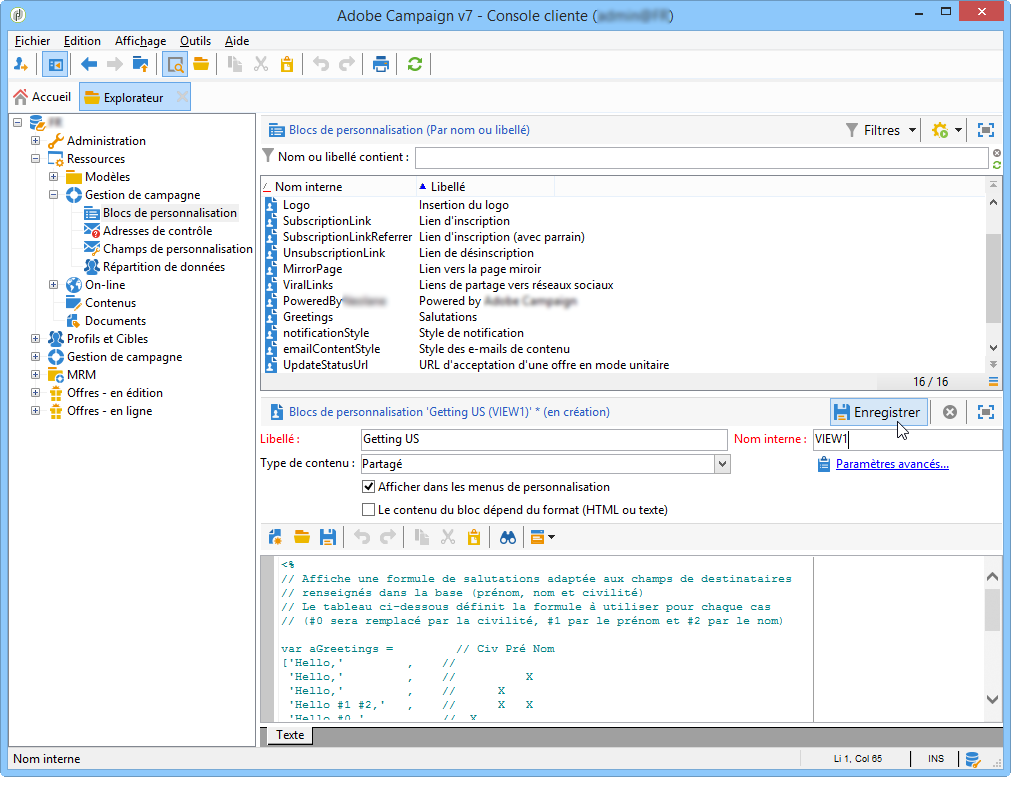 Adobe Campaign v7 - Console cliente (
Fichier Edition Affichage Outils Aide
Accueil Explorateur
Administration
Ressources
Modèles
Gestion de campagne
Blocs de personnalisation
Adresses de contrôle
Champs de personnalisation
Répartition de données
On-line
Contenus
Documents
Profils et Cibles
Gestion de campagne
MRM
Offres - en édition
Offres - en ligne
Blocs de personnalisation (Par nom ou libellé) Filtres
Nom ou libellé contient :
Nom interne Libellé
Logo Insertion du logo
SubscriptionLink Lien d'inscription
SubscriptionLinkReferrer Lien d'inscription (avec parrain)
UnsubscriptionLink Lien de désinscription
MirrorPage Lien vers la page miroir
ViralLinks Liens de partage vers réseaux sociaux
PoweredBy Powered by
Greetings Salutations
notificationStyle Style de notification
emailContentStyle Style des e-mails de contenu
UpdateStatusUrl URL d'acceptation d'une offre en mode unitaire
16 / 16
Blocs de personnalisation 'Getting US (VIEW1)' * (en création) Enregistrer
Libellé : Getting US Nom interne : VIEW1
Type de contenu : Partagé Paramètres avancés...
Afficher dans les menus de personnalisation
Le contenu du bloc dépend du format (HTML ou texte)
<%
// Affiche une formule de salutations adaptée aux champs de destinataires
// renseignés dans la base (prénom, nom et civilité)
// Le tableau ci-dessous définit la formule à utiliser pour chaque cas
// (#0 sera remplacé par la civilité, #1 par le prénom et #2 par le nom)
var aGreetings = // Civ Pré Nom
['Hello,' , //
'Hello,' , // X
'Hello,' , // X
'Hello #1 #2,' , // X X
'Hello #0 ' // X
Texte
Nom interne Li 1, Col 65 INS